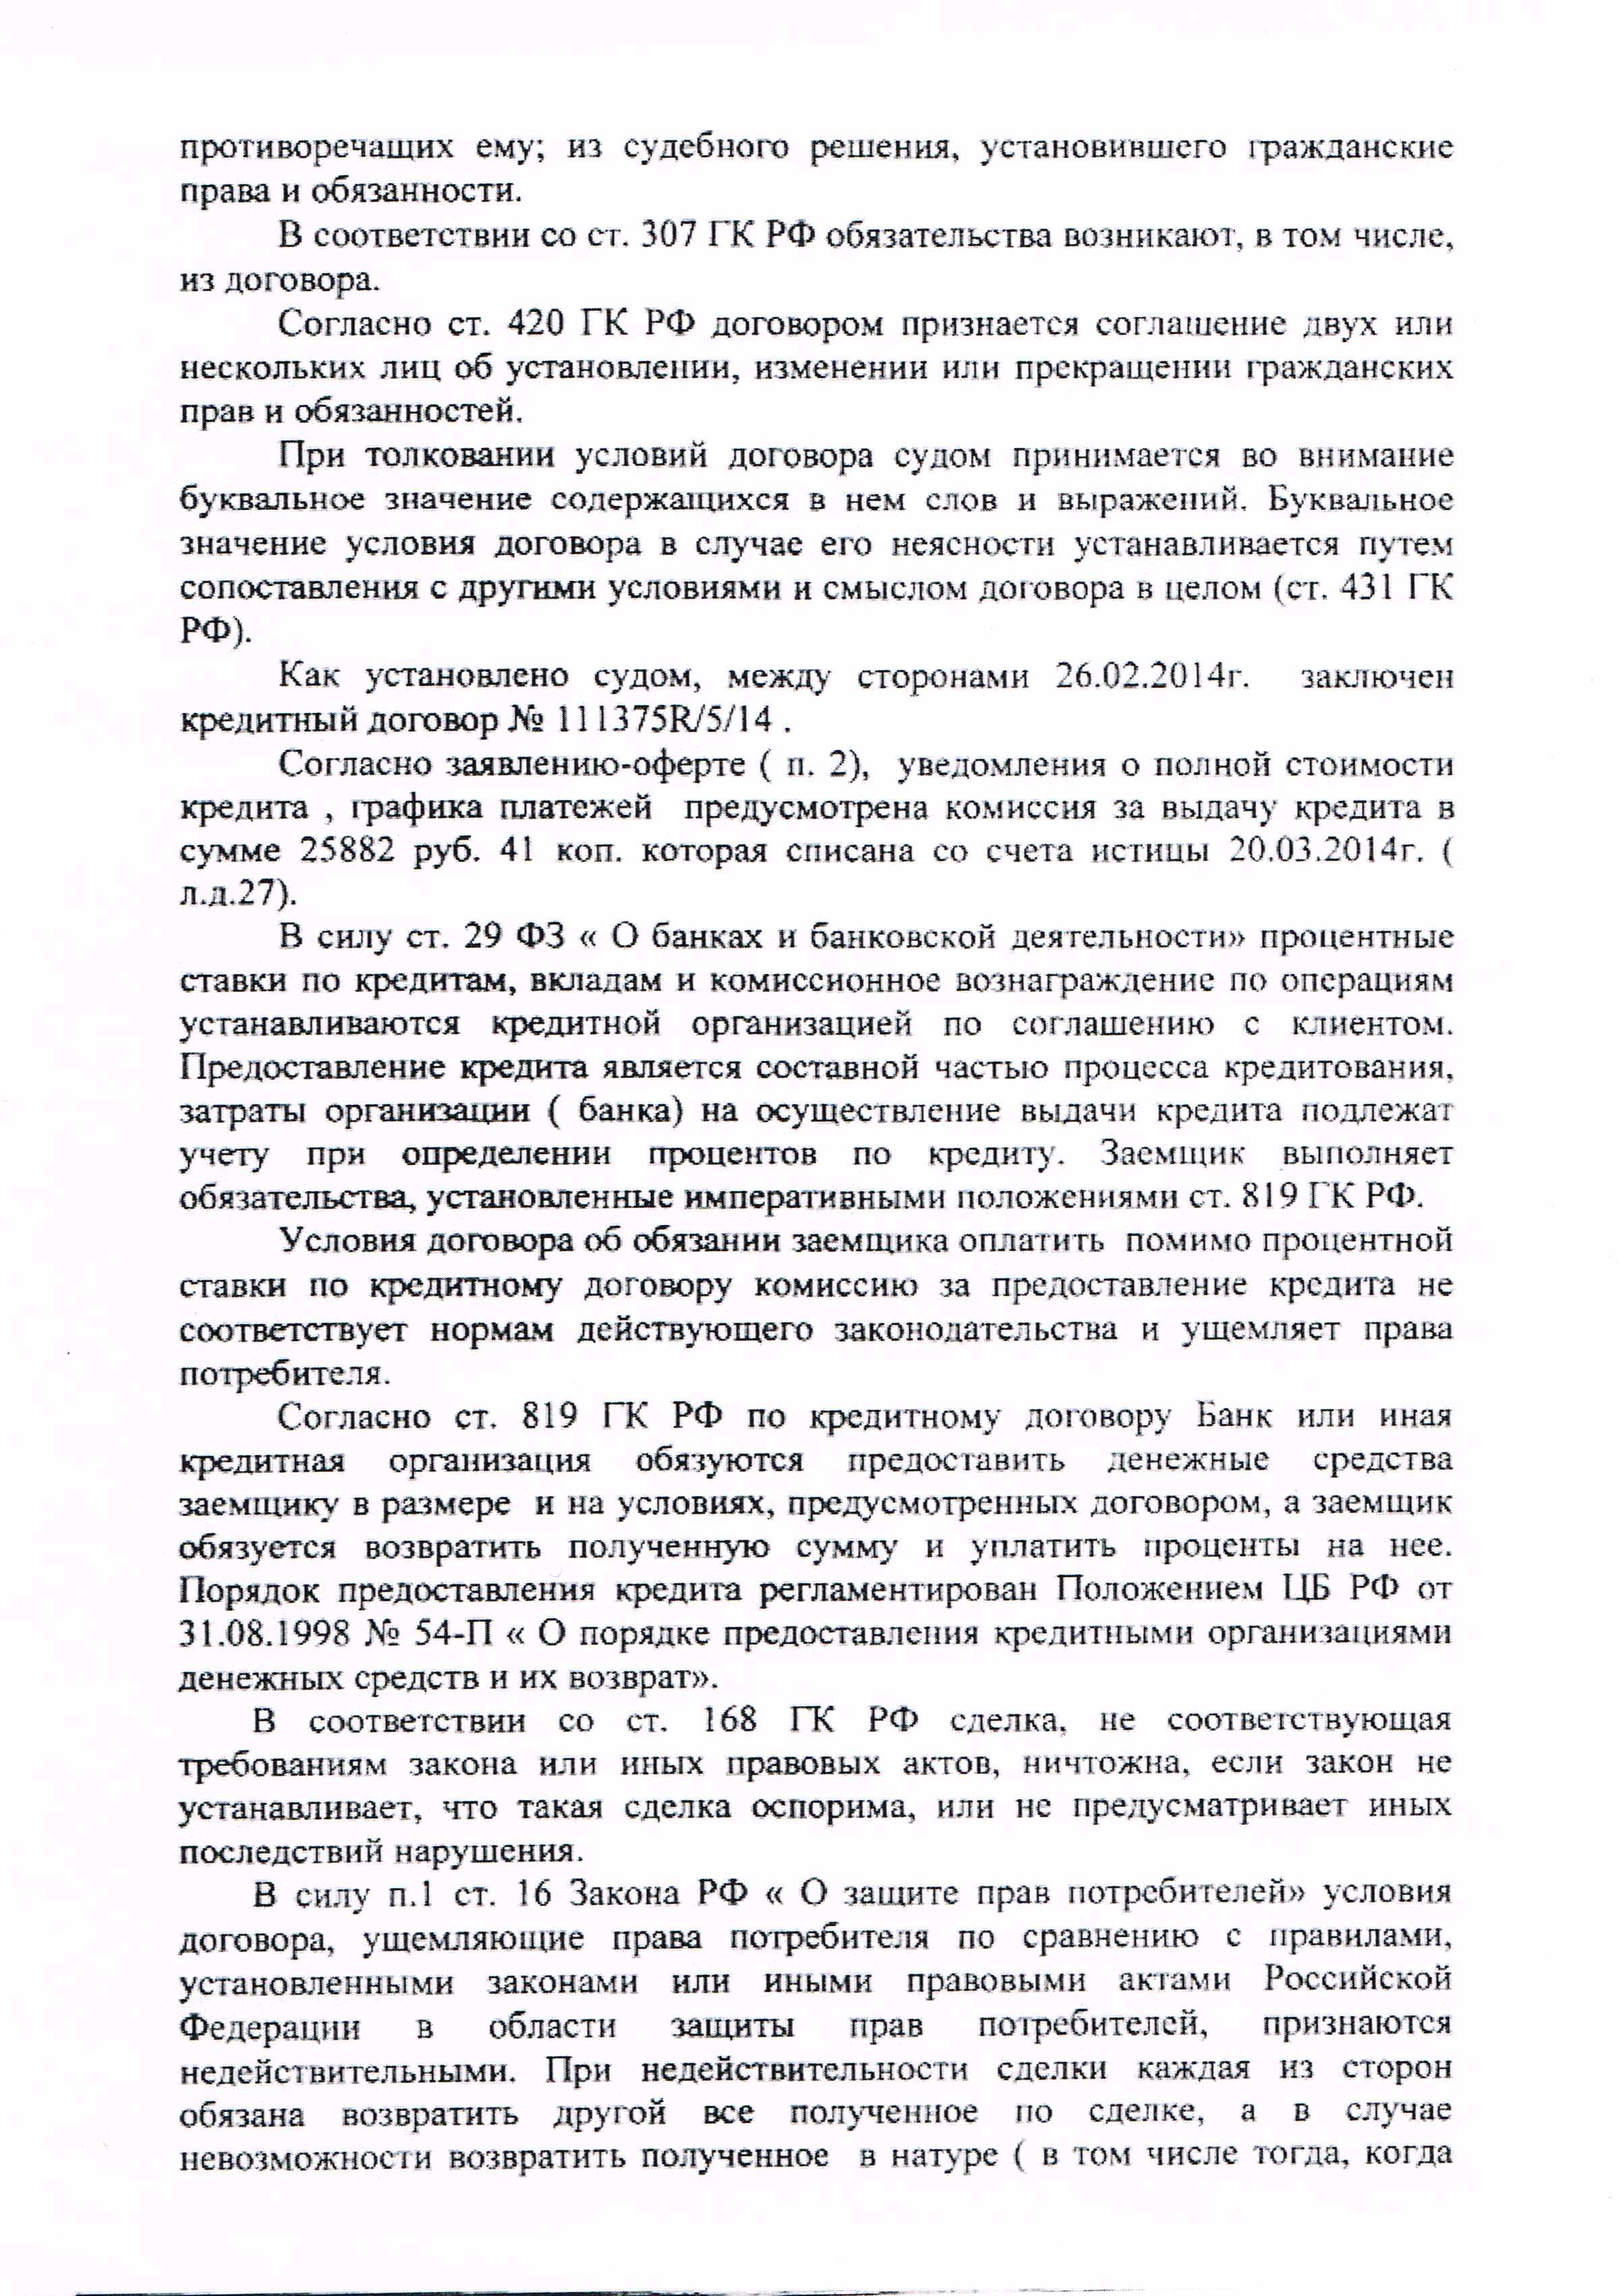 противоречащих ему; из судебного решения, установившего гражданские
права и обязанности.
В соответствии со ст. 307 ГК РФ обязательства возникают, в том числе,
из договора.
Согласно ст. 420 ГК РФ договором признается соглашение двух или
нескольких лиц об установлении, изменении или прекращении гражданских
прав и обязанностей.
При толковании условий договора судом принимается во внимание
буквальное значение содержащихся в нем слов и выражений. Буквальное
значение условия договора в случае его неясности устанавливается путем
сопоставления с другими условиями и смыслом договора в целом (ст. 431 ГК
РФ).
Как установлено судом, между сторонами 26.02.2014г. заключен
кредитный договор № 111375R/5/14 .
Согласно заявлению-оферте ( п. 2), уведомления о полной стоимости
кредита , графика платежей предусмотрена комиссия за выдачу кредита в
сумме 25882 руб. 41 коп. которая списана со счета истицы 20.03.2014г. (
л.д.27).
В силу ст. 29 ФЗ « О банках и банковской деятельности» процентные
ставки по кредитам, вкладам и комиссионное вознаграждение по операциям
устанавливаются кредитной организацией по соглашению с клиентом.
Предоставление кредита является составной частью процесса кредитования,
затраты организации ( банка) на осуществление выдачи кредита подлежат
учету при определении процентов по кредиту. Заемщик выполняет
обязательства, установленные императивными положениями ст. 819 ГК РФ.
Условия договора об обязании заемщика оплатить помимо процентной
ставки по кредитному договору комиссию за предоставление кредита не
соответствует нормам действующего законодательства и ущемляет права
потребителя.
Согласно ст. 819 ГК РФ по кредитному договору Банк или иная
кредитная организация обязуются предоставить денежные средства
заемщику в размере и на условиях, предусмотренных договором, а заемщик
обязуется возвратить полученную сумму и уплатить проценты на нее.
Порядок предоставления кредита регламентирован Положением ЦБ РФ от
31.08.1998 № 54-П « О порядке предоставления кредитными организациями
денежных средств и их возврат».
В соответствии со ст. 168 ГК РФ сделка, не соответствующая
требованиям закона или иных правовых актов, ничтожна, если закон не
устанавливает, что такая сделка оспорима, или не предусматривает иных
последствий нарушения.
В силу п.1 ст. 16 Закона РФ « О защите прав потребителей» условия
договора, ущемляющие права потребителя по сравнению с правилами,
установленными законами или иными правовыми актами Российской
Федерации в области защиты прав потребителей, признаются
недействительными. При недействительности сделки каждая из сторон
обязана возвратить другой все полученное по сделке, а в случае
невозможности возвратить полученное в натуре ( в том числе тогда, когда